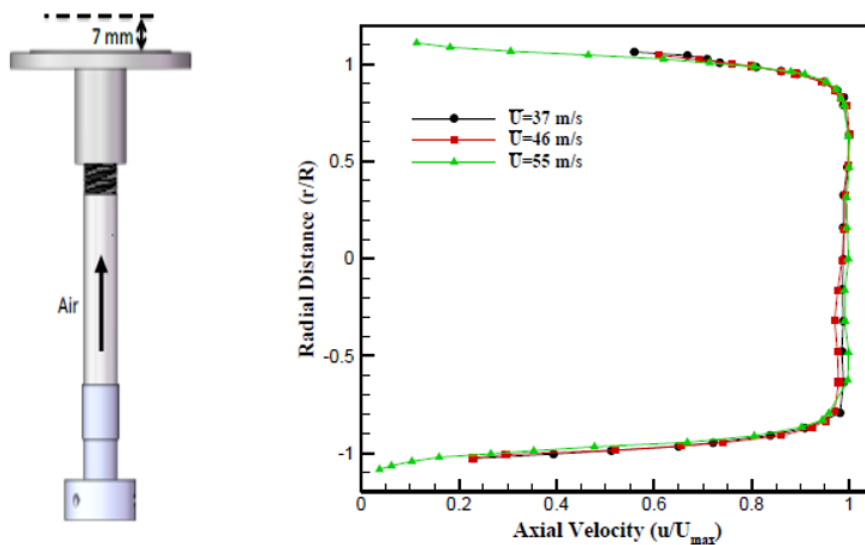 7 mm
Air
Radial Distance (r/R)
1
0.5
0
-0.5
-1
U̅=37 m/s
U̅=46 m/s
U̅=55 m/s
0
0.2
0.4
0.6
0.8
1
Axial Velocity (u/Uₘₐₓ)